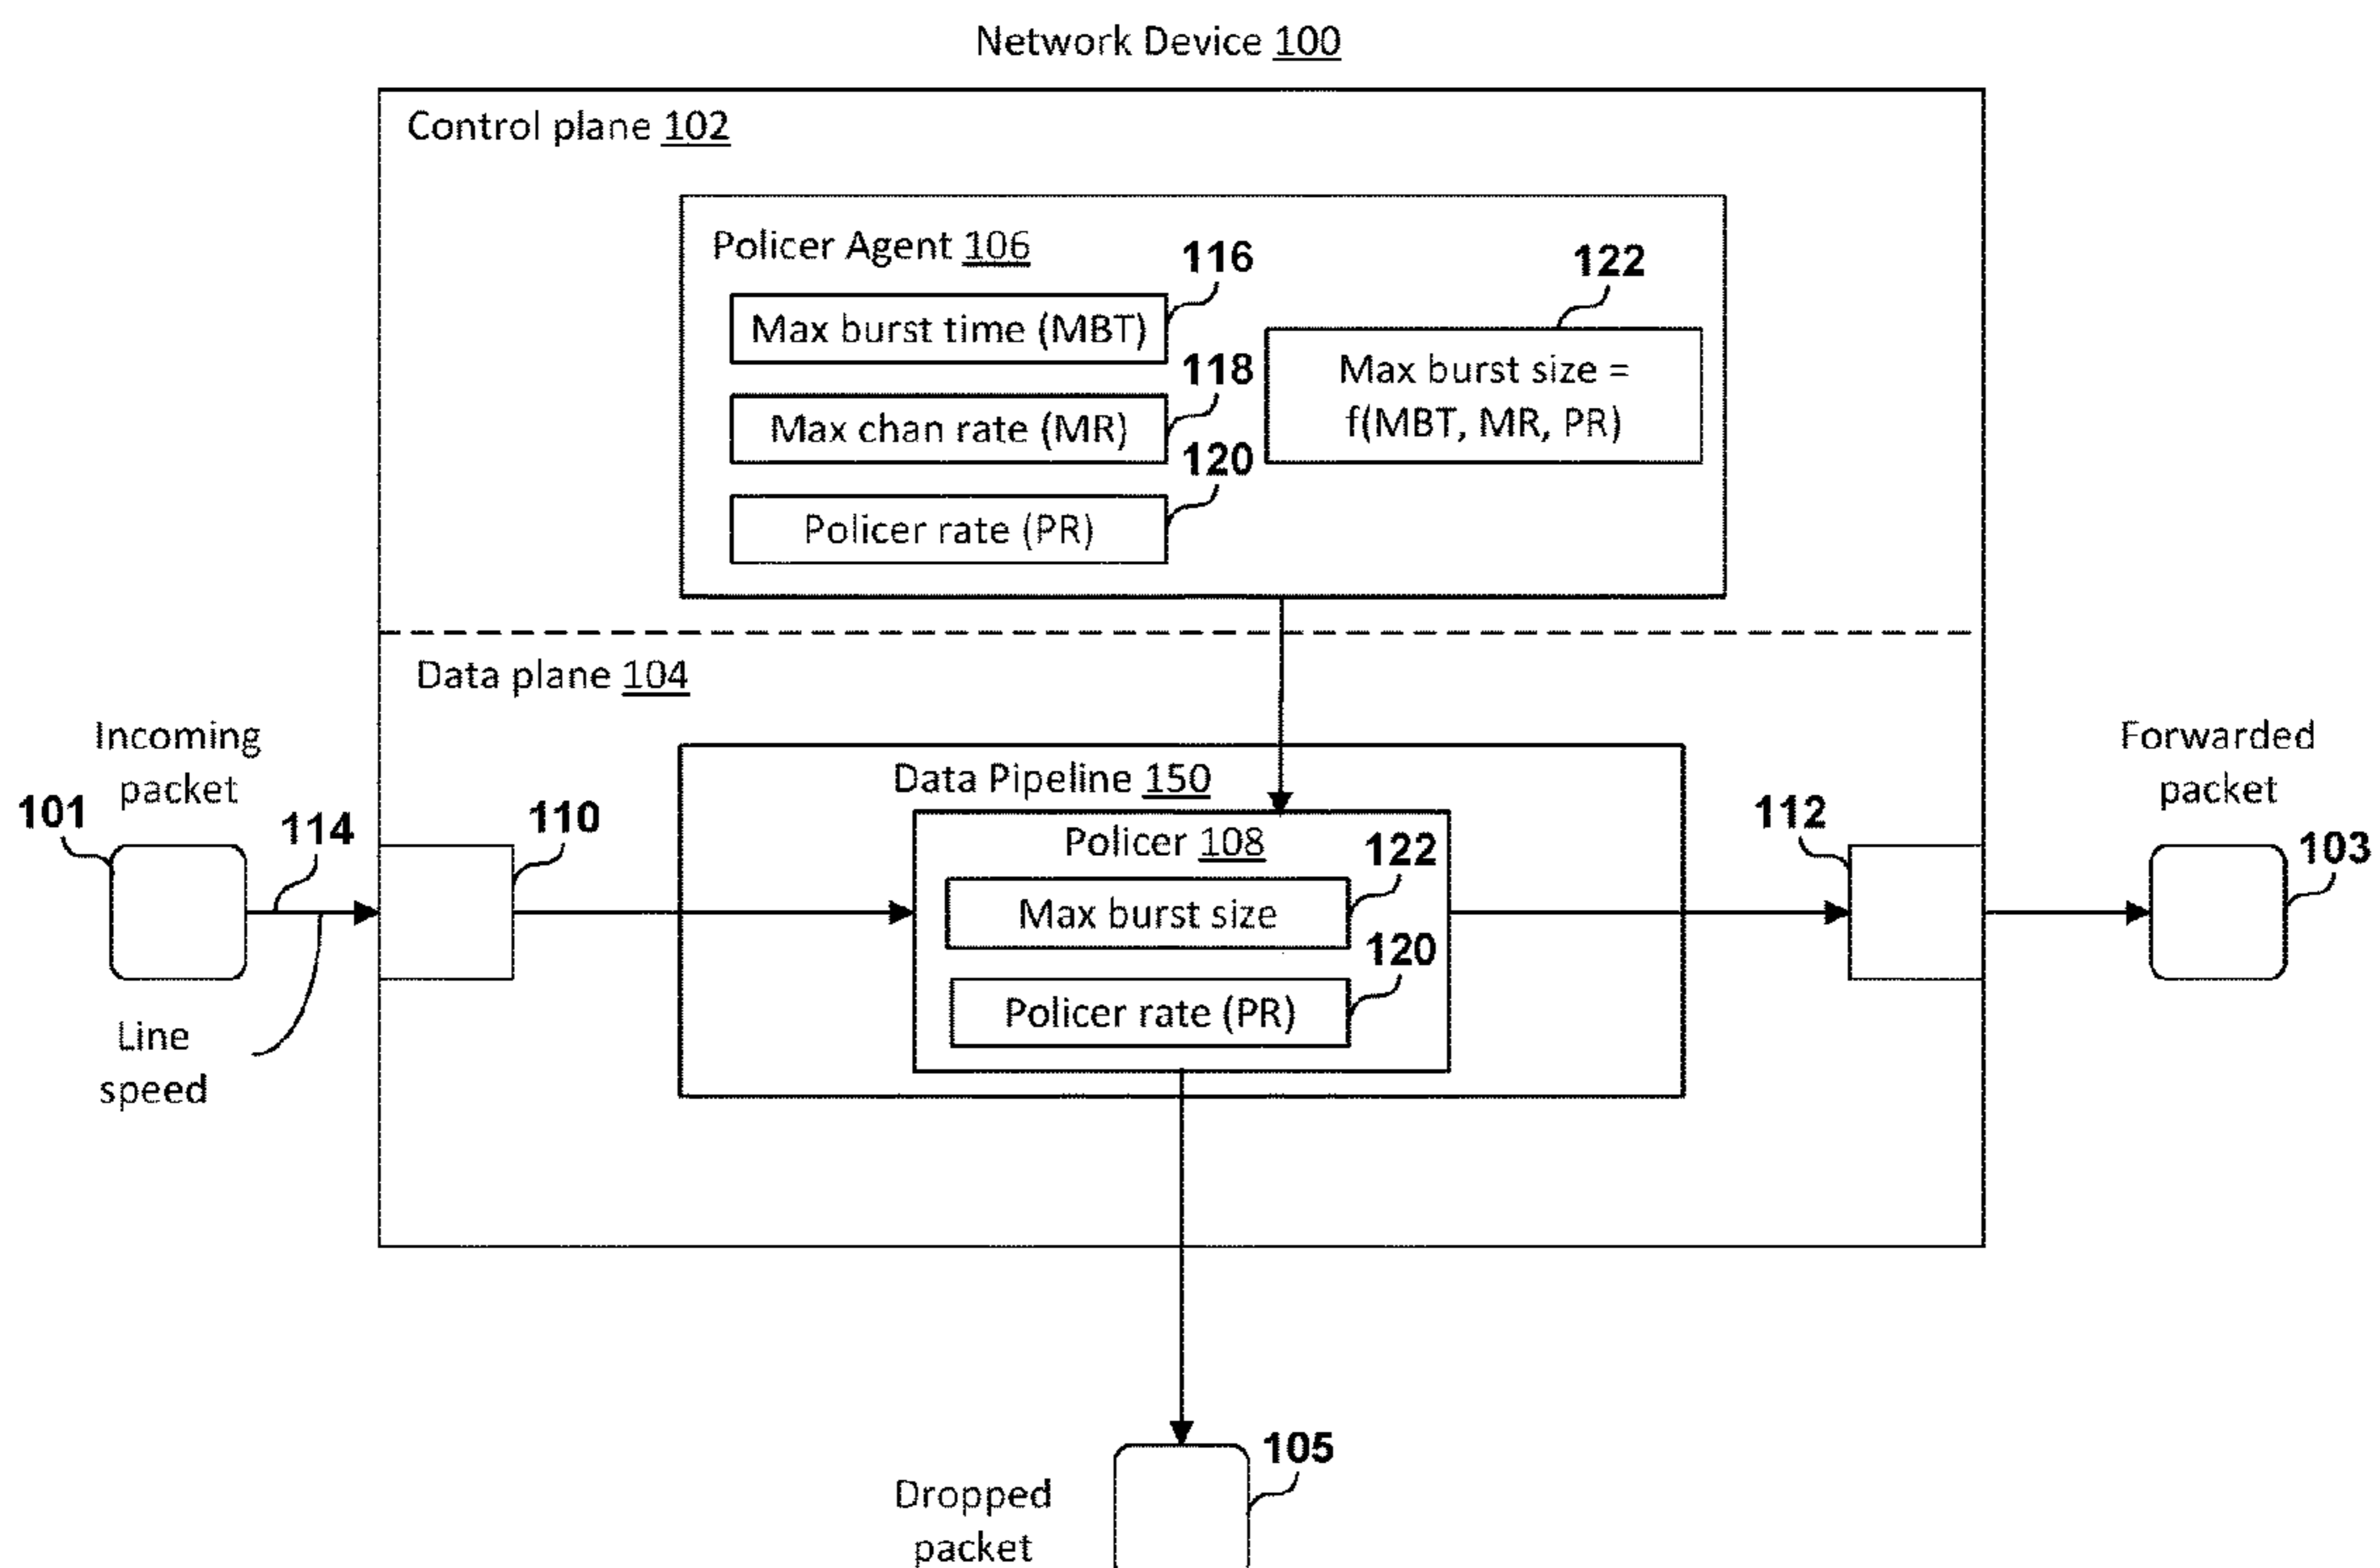 Network Device 100
Control plane 102
Policer Agent 106
116
Max burst time (MBT)
118
Max chan rate (MR)
120
Policer rate (PR)
122
Max burst size =
f(MBT, MR, PR)
Data plane 104
Incoming
packet
101
114
Line
speed
110
Data Pipeline 150
Policer 108
122
Max burst size
120
Policer rate (PR)
112
Forwarded
packet
103
105
Dropped
packet